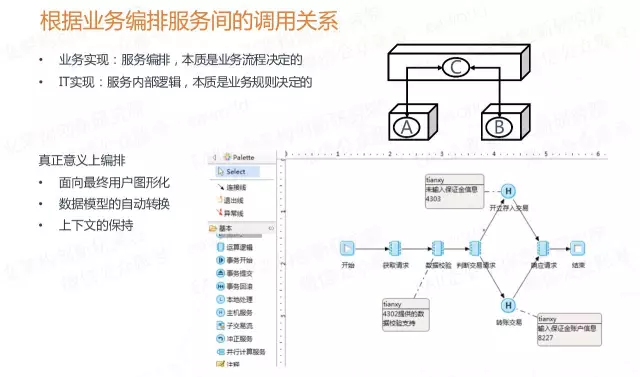 根据业务编排服务间的调用关系
• 业务实现：服务编排，本质是业务流程决定的
• IT实现：服务内部逻辑，本质是业务规则决定的
C
A
B
真正意义上编排
• 面向最终用户图形化
• 数据模型的自动转换
• 上下文的保持
Palette
Select
连接线
退出线
异常线
基本
运算逻辑
事务开始
事务提交
事务回滚
本地处理
主机服务
子交易流
冲正服务
并行计算服务
注释
1 2 3 4 5 6
tianxy
未输入保证金信息
4303
H
开立存入交易
开始
获取请求
数据校验
判断交易请求
响应请求
结束
tianxy
4302提供的数
据校验支持
H
转账交易
tianxy
输入保证金账户信息
8227